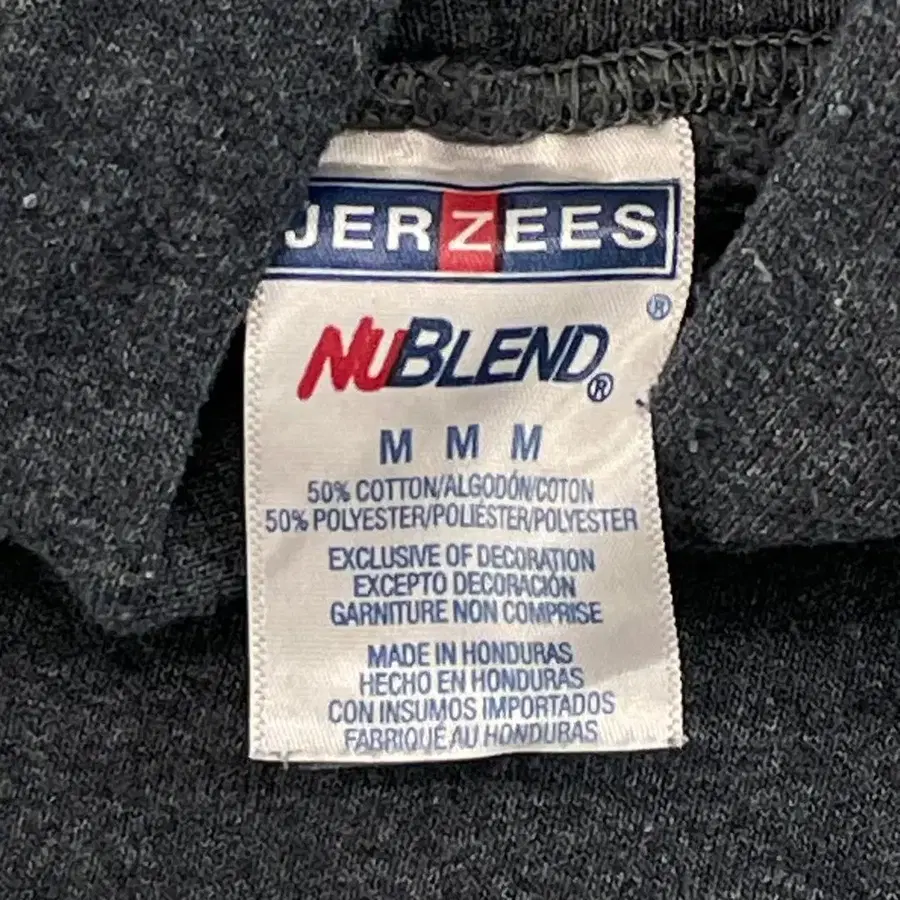 JERZEES
®
NUBLEND®
M M M
50% COTTON/ALGODÓN/COTON
50% POLYESTER/POLIÉSTER/POLYESTER
EXCLUSIVE OF DECORATION
EXCEPTO DECORACIÓN
GARNITURE NON COMPRISE
MADE IN HONDURAS
HECHO EN HONDURAS
CON INSUMOS IMPORTADOS
FABRIQUÉ AU HONDURAS